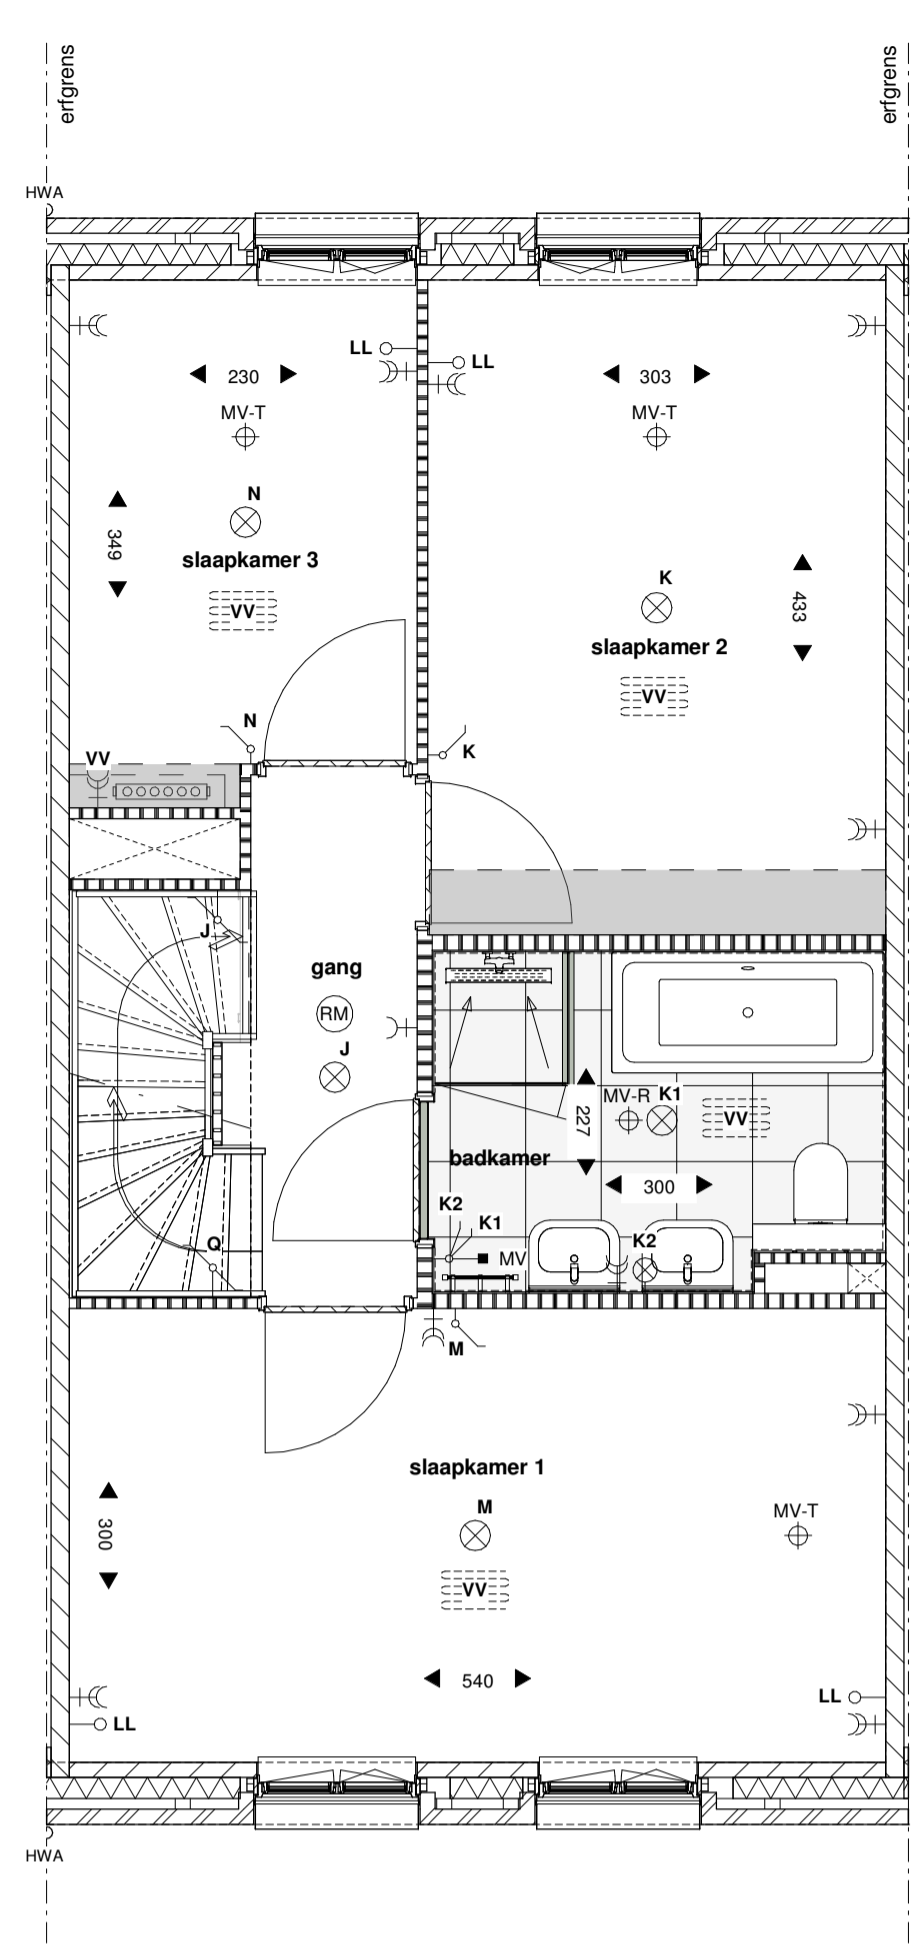 erfgrens
erfgrens
HWA
LL
LL
230
303
MV-T
MV-T
N
349
slaapkamer 3
K
433
VV
slaapkamer 2
VV
N
K
VV
J
gang
RM
J
MV-R
K1
VV
227
badkamer
300
K2
K1
K2
Q
MV
M
slaapkamer 1
M
MV-T
300
VV
540
LL
LL
HWA